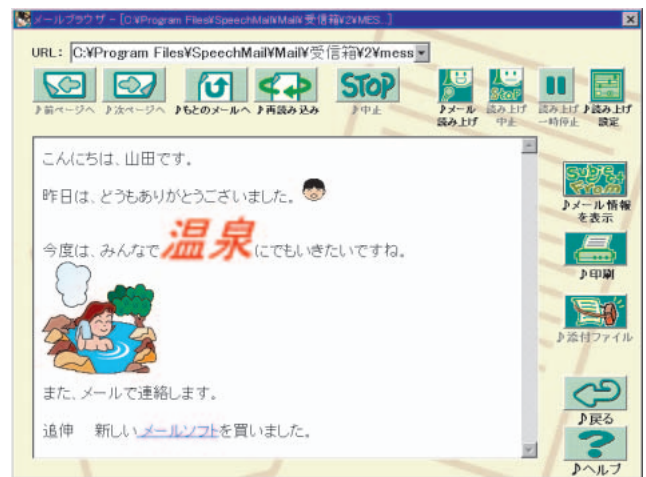 メールブラウザ - [C:¥Program Files¥SpeechMail¥Mail¥受信箱¥2¥MES...]
URL: C:¥Program Files¥SpeechMail¥Mail¥受信箱¥2¥mess
STOP
Stop
♪前ページへ ♪次ページへ ♪もとのメールへ ♪再読み込み ♪中止 ♪メール読み上げ 読み上げ中止 読み上げ一時停止 ♪読み上げ設定
こんにちは、山田です。
昨日は、どうもありがとうございました。
今度は、みんなで温泉にでもいきたいですね。
また、メールで連絡します。
追伸 新しいメールソフトを買いました。
Subject
From
♪メール情報
を表示
♪印刷
♪添付ファイル
♪戻る
♪ヘルプ